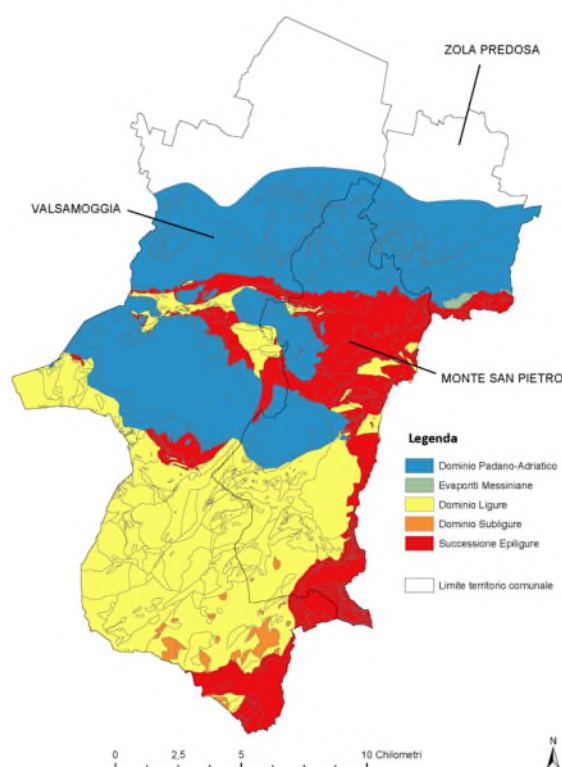 ZOLA PREDOSA
VALSAMOGGIA
MONTE SAN PIETRO
Legenda
Dominio Padano-Adriatico
Evaporiti Messiniane
Dominio Ligure
Dominio Subligure
Successione Epiligure
Limite territorio comunale
0 2,5 5 10 Chilometri
N